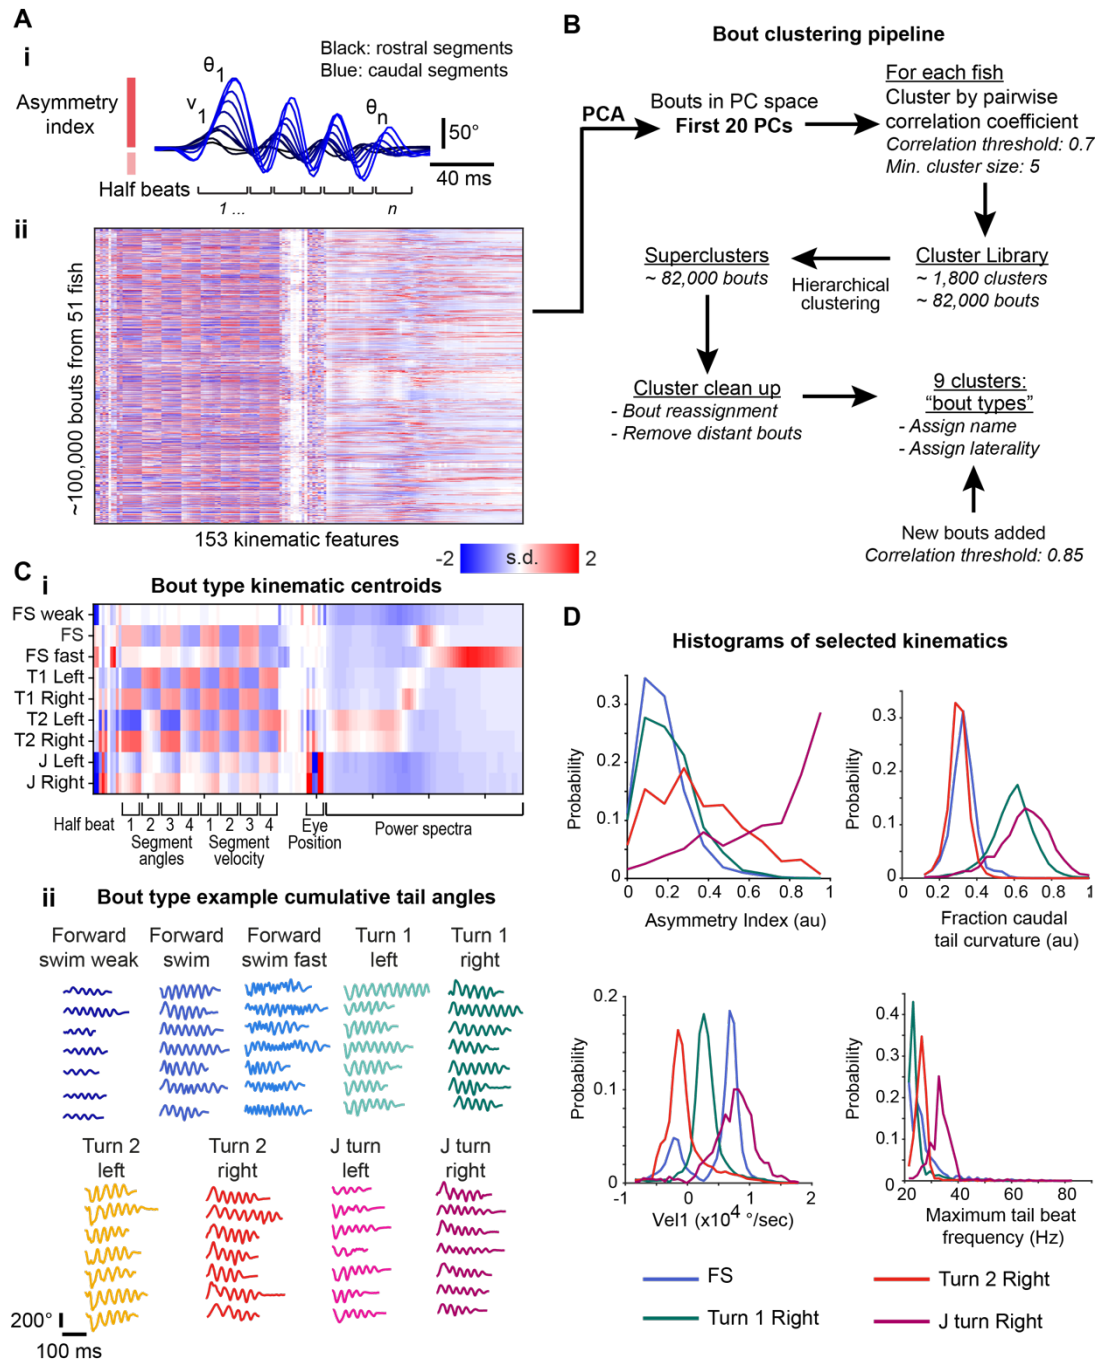 A
i
Black: rostral segments
Blue: caudal segments
Asymmetry
index
θ1
v1
θn
50°
40 ms
Half beats
1 ...
n
ii
~100,000 bouts from 51 fish
153 kinematic features
-2
s.d.
2
B
Bout clustering pipeline
PCA
Bouts in PC space
First 20 PCs
For each fish
Cluster by pairwise
correlation coefficient
Correlation threshold: 0.7
Min. cluster size: 5
Cluster Library
~ 1,800 clusters
~ 82,000 bouts
Hierarchical
clustering
Superclusters
~ 82,000 bouts
Cluster clean up
- Bout reassignment
- Remove distant bouts
9 clusters:
"bout types"
- Assign name
- Assign laterality
New bouts added
Correlation threshold: 0.85
C
i
Bout type kinematic centroids
FS weak
FS
FS fast
T1 Left
T1 Right
T2 Left
T2 Right
J Left
J Right
Half beat
1 2 3 4 1 2 3 4
Segment
angles
Segment
velocity
Eye
Position
Power spectra
ii
Bout type example cumulative tail angles
Forward
swim weak
Forward
swim
Forward
swim fast
Turn 1
left
Turn 1
right
Turn 2
left
Turn 2
right
J turn
left
J turn
right
200°
100 ms
D
Histograms of selected kinematics
Probability
0.3
0.2
0.1
0
0 0.2 0.4 0.6 0.8 1
Asymmetry Index (au)
Probability
0.3
0.2
0.1
0
0 0.2 0.4 0.6 0.8 1
Fraction caudal
tail curvature (au)
Probability
0.2
0.1
0
-1 0 1 2
Vel1 (x10⁴ °/sec)
Probability
0.4
0.3
0.2
0.1
0
20 40 60 80
Maximum tail beat
frequency (Hz)
FS
Turn 2 Right
Turn 1 Right
J turn Right